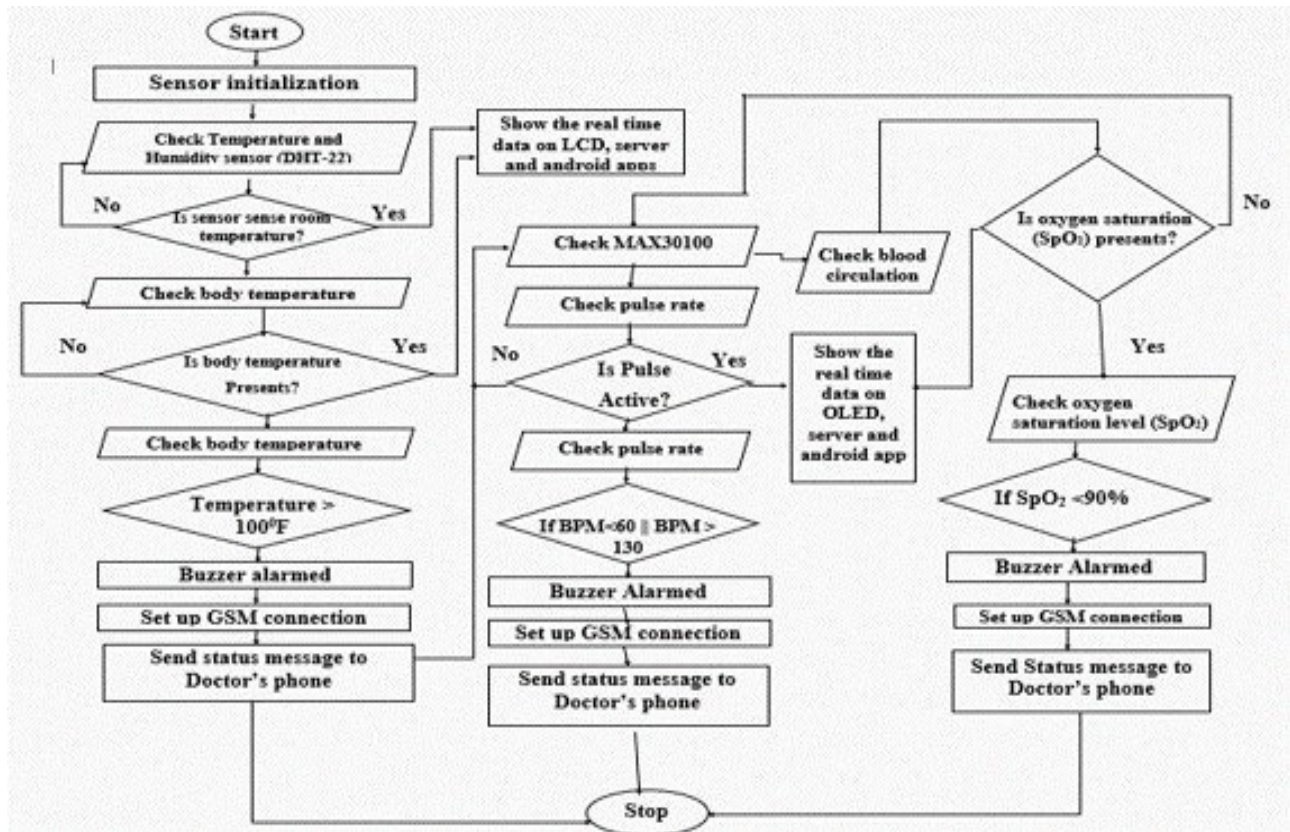 Start
Sensor initialization
Check Temperature and
Humidity sensor (DHT-22)
No
Is sensor sense room
temperature?
Yes
Check body temperature
No
Is body temperature
Presents?
Yes
Check body temperature
Temperature >
100⁰F
Buzzer alarmed
Set up GSM connection
Send status message to
Doctor's phone
Show the real time
data on LCD, server
and android apps
Check MAX30100
Check pulse rate
No
Is Pulse
Active?
Yes
Check pulse rate
If BPM<60 || BPM >
130
Buzzer Alarmed
Set up GSM connection
Send status message to
Doctor's phone
Stop
Check blood
circulation
Show the
real time
data on
OLED,
server and
android app
Is oxygen saturation
(SpO₂) presents?
No
Yes
Check oxygen
saturation level (SpO₂)
If SpO₂ <90%
Buzzer Alarmed
Set up GSM connection
Send Status message to
Doctor's phone